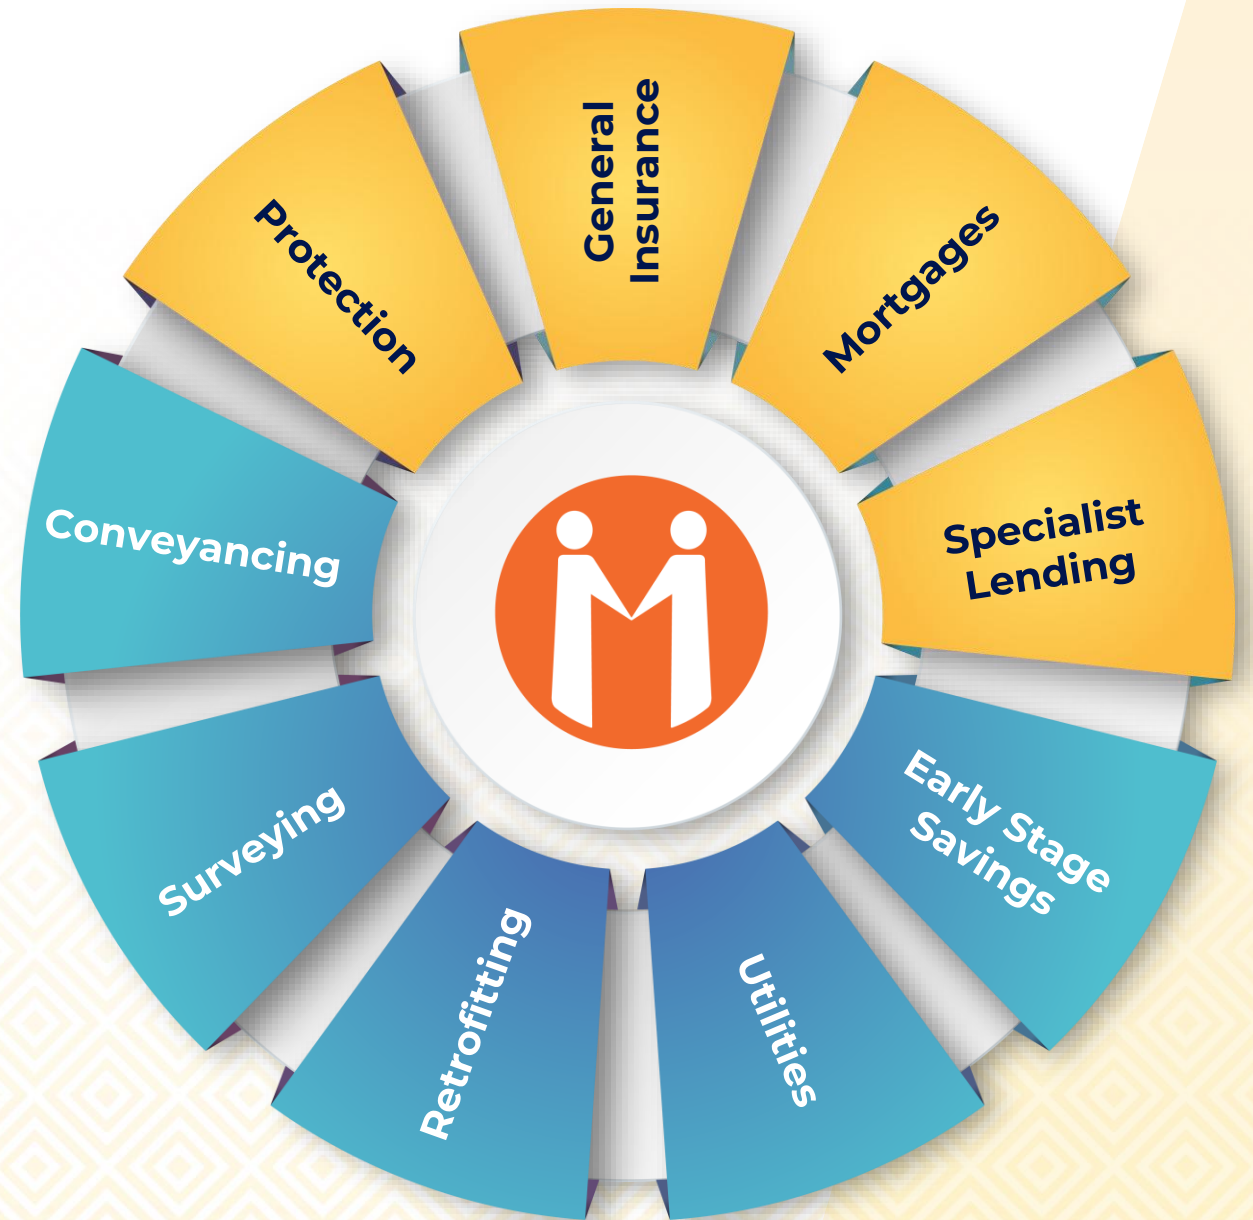 General
Insurance
Mortgages
Specialist
Lending
Early Stage
Savings
Utilities
Retrofitting
Surveying
Conveyancing
Protection